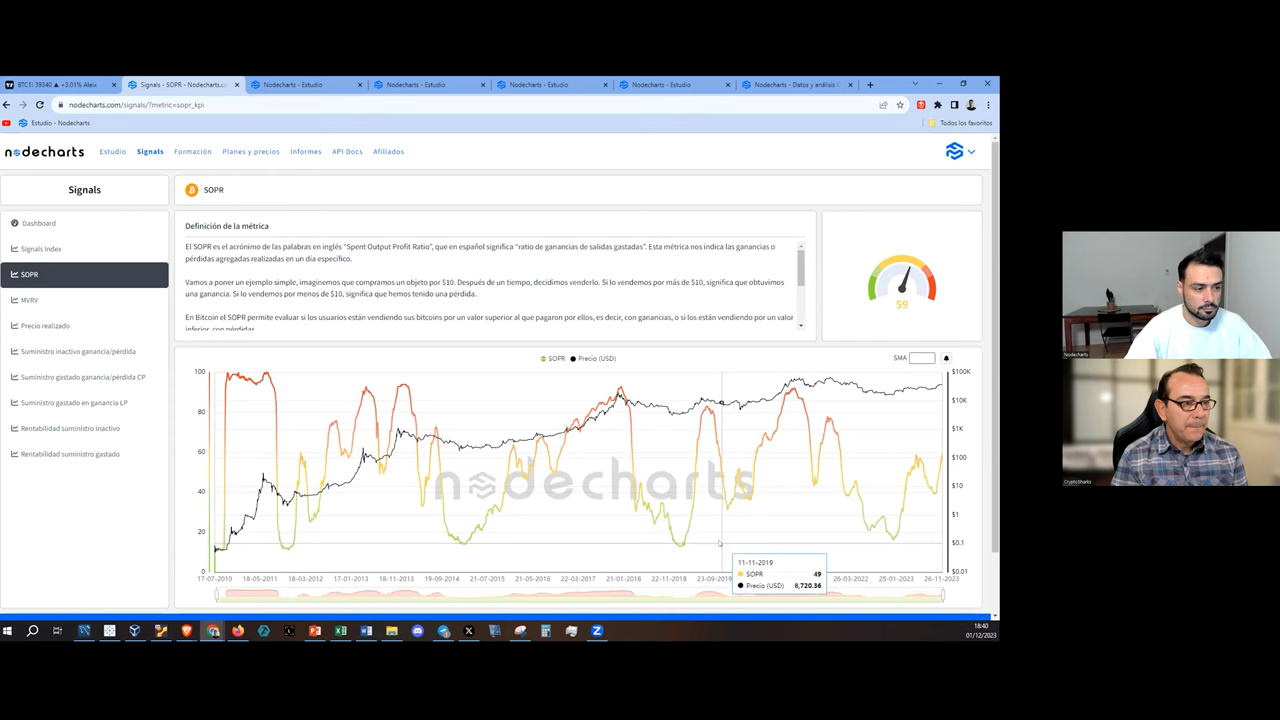 BTC1! 39340 ▲ +3.01% Aleix
Signals - SOPR - Nodecharts.co
Nodecharts - Estudio
Nodecharts - Estudio
Nodecharts - Estudio
Nodecharts - Estudio
Nodecharts - Datos y análisis
nodecharts.com/signals/?metric=sopr_kpi
Estudio - Nodecharts
Todos los favoritos
nodecharts
Estudio
Signals
Formación
Planes y precios
Informes
API Docs
Afiliados
Signals
SOPR
Dashboard
Signals Index
SOPR
MVRV
Precio realizado
Suministro inactivo ganancia/pérdida
Suministro gastado ganancia/pérdida CP
Suministro gastado en ganancia LP
Rentabilidad suministro inactivo
Rentabilidad suministro gastado
Definición de la métrica
El SOPR es el acrónimo de las palabras en inglés "Spent Output Profit Ratio", que en español significa "ratio de ganancias de salidas gastadas". Esta métrica nos indica las ganancias o
pérdidas agregadas realizadas en un día específico.
Vamos a poner un ejemplo simple, imaginemos que compramos un objeto por $10. Después de un tiempo, decidimos venderlo. Si lo vendemos por más de $10, significa que obtuvimos
una ganancia. Si lo vendemos por menos de $10, significa que hemos tenido una pérdida.
En Bitcoin el SOPR permite evaluar si los usuarios están vendiendo sus bitcoins por un valor superior al que pagaron por ellos, es decir, con ganancias, o si los están vendiendo por un valor
inferior, con pérdidas.
59
SOPR
Precio (USD)
SMA
100
80
60
40
20
0
$100K
$10K
$1K
$100
$10
$1
$0.1
$0.01
nodecharts
11-11-2019
SOPR 49
Precio (USD) 8,720.36
17-07-2010 18-05-2011 18-03-2012 17-01-2013 18-11-2013 19-09-2014 21-07-2015 21-05-2016 22-03-2017 21-01-2018 22-11-2018 23-09-2019 26-03-2022 25-01-2023 26-11-2023
18:40
01/12/2023
Nodecharts
CryptoSharks